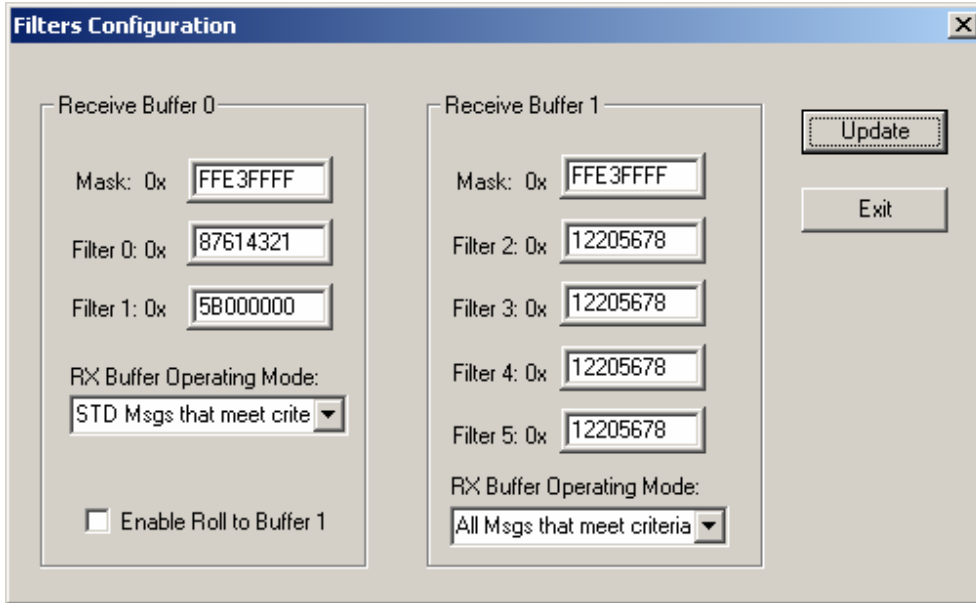 Filters Configuration
Receive Buffer 0
Mask: 0x FFE3FFFF
Filter 0: 0x 87614321
Filter 1: 0x 5B000000
RX Buffer Operating Mode:
STD Msgs that meet crite
Enable Roll to Buffer 1
Receive Buffer 1
Mask: 0x FFE3FFFF
Filter 2: 0x 12205678
Filter 3: 0x 12205678
Filter 4: 0x 12205678
Filter 5: 0x 12205678
RX Buffer Operating Mode:
All Msgs that meet criteria
Update
Exit